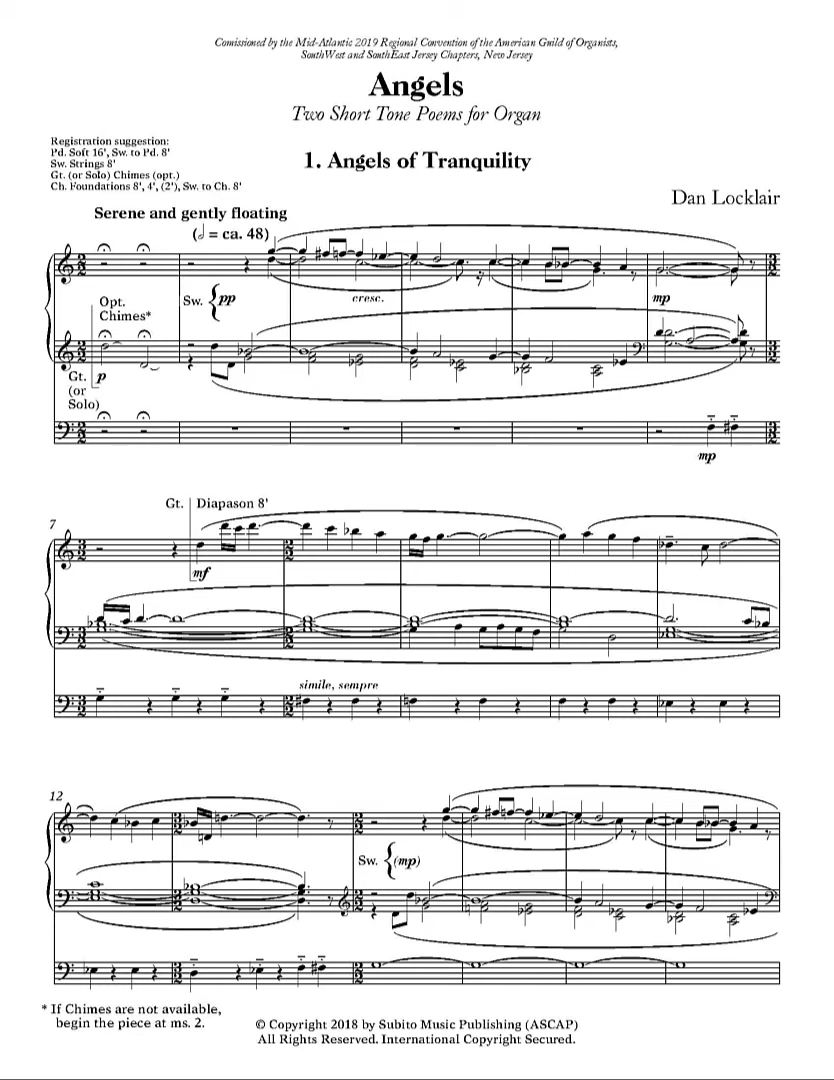 Comissioned by the Mid-Atlantic 2019 Regional Convention of the American Guild of Organists,
SouthWest and SouthEast Jersey Chapters, New Jersey
Angels
Two Short Tone Poems for Organ
Registration suggestion:
Pd. Soft 16', Sw. to Pd. 8'
Sw. Strings 8'
Gt. (or Solo) Chimes (opt.)
Ch. Foundations 8', 4', (2'), Sw. to Ch. 8'
1. Angels of Tranquility
Dan Locklair
Serene and gently floating
(𝅗𝅥 = ca. 48)
Opt.
Chimes*
Sw.
pp
cresc.
mp
Gt.
(or
Solo)
p
mp
7
Gt.
Diapason 8'
mf
simile, sempre
12
Sw.
(mp)
* If Chimes are not available,
begin the piece at ms. 2.
© Copyright 2018 by Subito Music Publishing (ASCAP)
All Rights Reserved. International Copyright Secured.